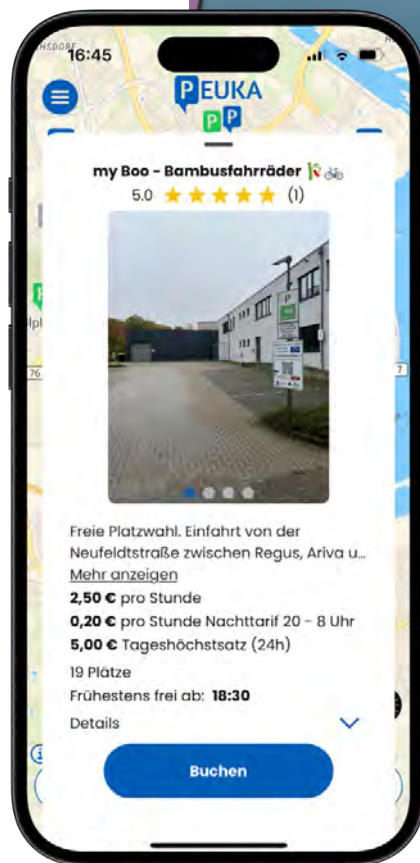 16:45
PEUKA
P P
my Boo - Bambusfahrräder
5.0 (1)
P
Freie Platzwahl. Einfahrt von der
Neufeldtstraße zwischen Regus, Ariva u...
Mehr anzeigen
2,50 € pro Stunde
0,20 € pro Stunde Nachttarif 20 - 8 Uhr
5,00 € Tageshöchstsatz (24h)
19 Plätze
Frühestens frei ab: 18:30
Details
Buchen
76
7